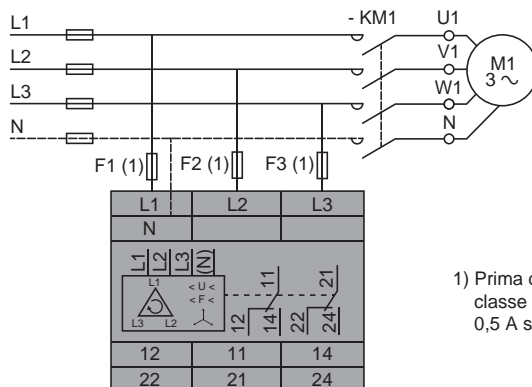 L1
- KM1
U1
L2
V1
M1
3 ~
L3
W1
N
N
F1 (1)
F2 (1)
F3 (1)
L1
L2
L3
N
L1
L2
L3
(N)
L1
L3
L2
< U <
< F <
11
12
14
21
22
24
12
11
14
22
21
24
1) Prima
classe
0,5 A